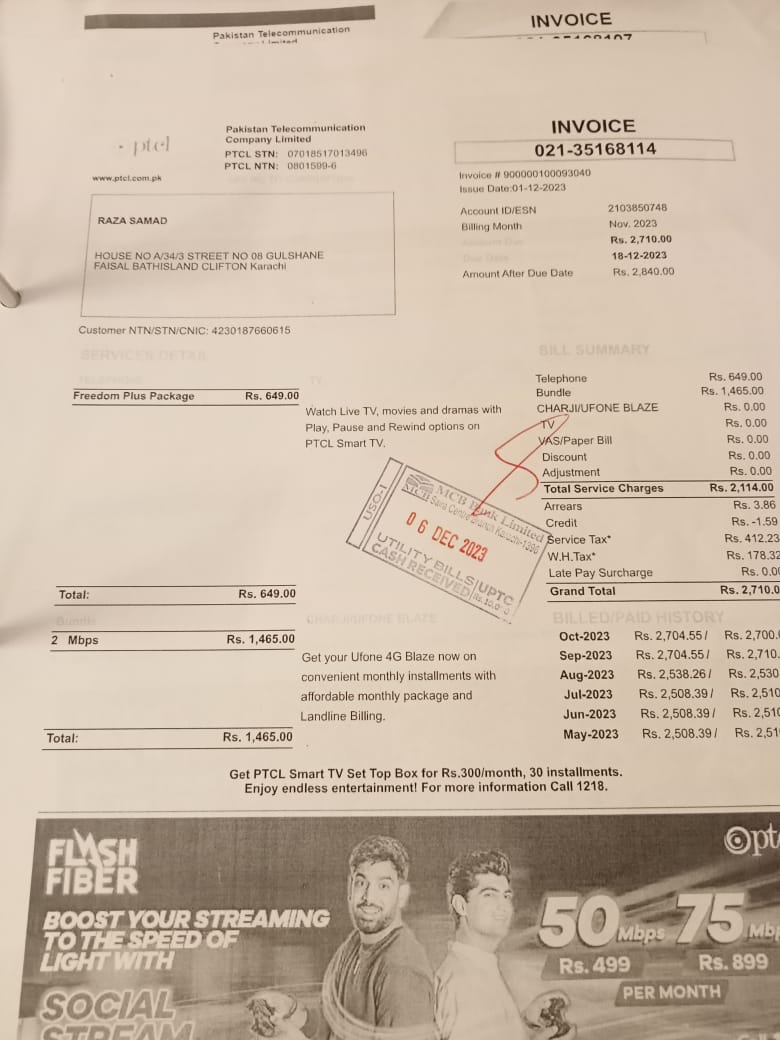 Pakistan Telecommunication
INVOICE
ptcl
www.ptcl.com.pk
Pakistan Telecommunication
Company Limited
PTCL STN: 07018517013496
PTCL NTN: 0801599-6
INVOICE
021-35168114
Invoice # 900000100093040
Issue Date:01-12-2023
Account ID/ESN 2103850748
Billing Month Nov. 2023
Rs. 2,710.00
Due Date 18-12-2023
Amount After Due Date Rs. 2,840.00
RAZA SAMAD
HOUSE NO A/34/3 STREET NO 08 GULSHANE
FAISAL BATHISLAND CLIFTON Karachi
Customer NTN/STN/CNIC: 4230187660615
SERVICES DETAIL
TELEPHONE
TV
Freedom Plus Package Rs. 649.00
Watch Live TV, movies and dramas with
Play, Pause and Rewind options on
PTCL Smart TV.
Total: Rs. 649.00
Bundle
2 Mbps Rs. 1,465.00
CHARJI/UFONE BLAZE
Get your Ufone 4G Blaze now on
convenient monthly installments with
affordable monthly package and
Landline Billing.
Total: Rs. 1,465.00
BILL SUMMARY
Telephone Rs. 649.00
Bundle Rs. 1,465.00
CHARJI/UFONE BLAZE Rs. 0.00
TV Rs. 0.00
VAS/Paper Bill Rs. 0.00
Discount Rs. 0.00
Adjustment Rs. 0.00
Total Service Charges Rs. 2,114.00
Arrears Rs. 3.86
Credit Rs. -1.59
Service Tax* Rs. 412.23
W.H.Tax* Rs. 178.32
Late Pay Surcharge Rs. 0.0
Grand Total Rs. 2,710.0
USO-I
MCB Bank Limited
MCB Saira Centre Branch Karachi-1396
06 DEC 2023
UTILITY BILLS/UPTC
CASH RECEIVED Rs.10,000
BILLED/PAID HISTORY
Oct-2023 Rs. 2,704.55 / Rs. 2,700.
Sep-2023 Rs. 2,704.55 / Rs. 2,710.
Aug-2023 Rs. 2,538.26 / Rs. 2,530
Jul-2023 Rs. 2,508.39 / Rs. 2,510
Jun-2023 Rs. 2,508.39 / Rs. 2,510
May-2023 Rs. 2,508.39 / Rs. 2,51
Get PTCL Smart TV Set Top Box for Rs.300/month, 30 installments.
Enjoy endless entertainment! For more information Call 1218.
FLASH
FIBER
BOOST YOUR STREAMING
TO THE SPEED OF
LIGHT WITH
SOCIAL
STREAM
ptc
50 Mbps 75 Mb
Rs. 499 Rs. 899
PER MONTH